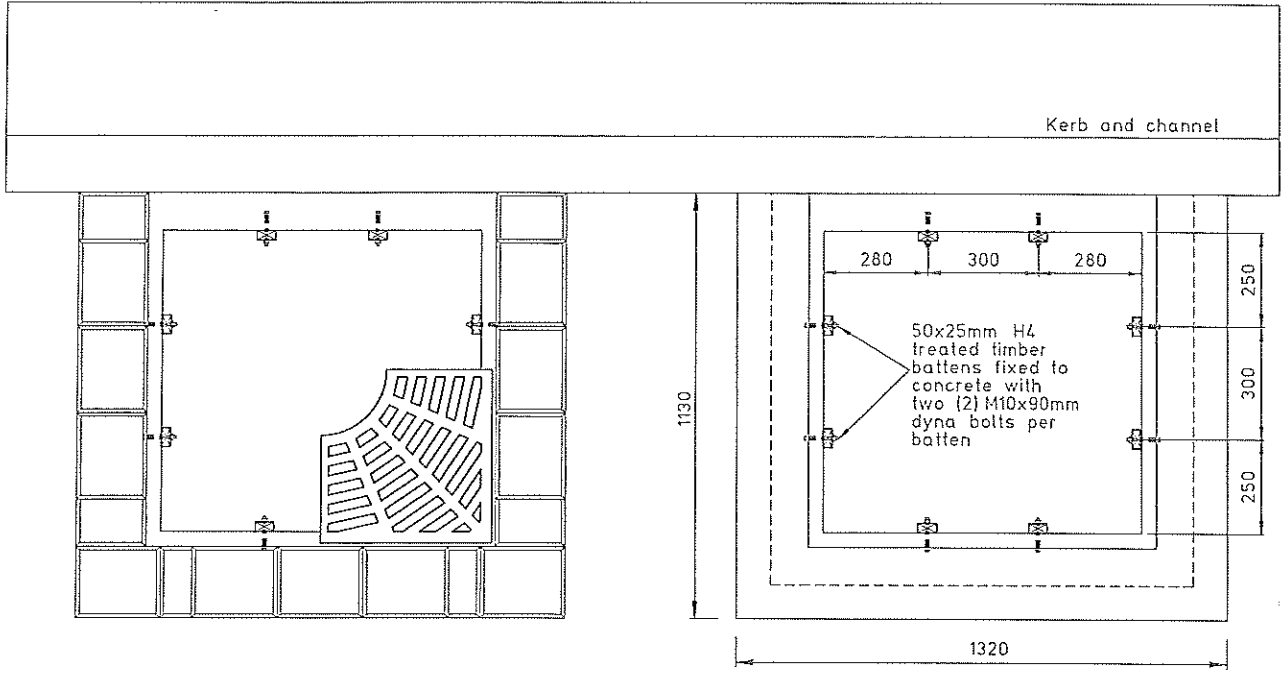 Kerb and channel
280
300
280
250
50x25mm H4
treated timber
battens fixed to
concrete with
two (2) M10x90mm
dyna bolts per
batten
300
1130
250
1320